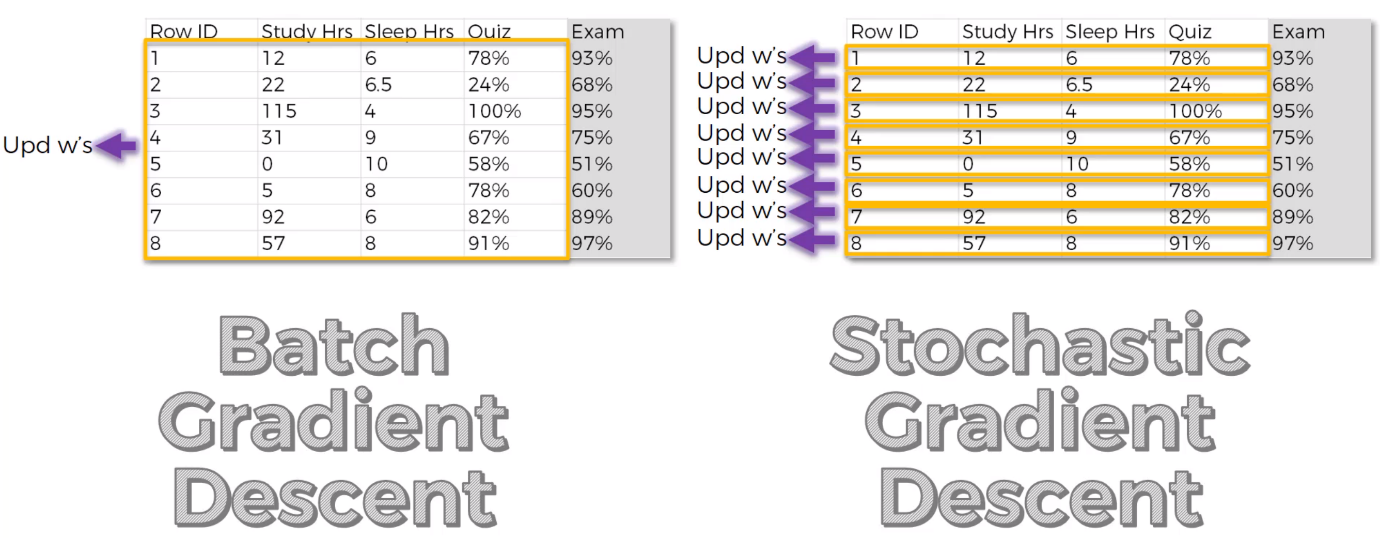 Row ID Study Hrs Sleep Hrs Quiz Exam
1 12 6 78% 93%
2 22 6.5 24% 68%
3 115 4 100% 95%
Upd w's 4 31 9 67% 75%
5 0 10 58% 51%
6 5 8 78% 60%
7 92 6 82% 89%
8 57 8 91% 97%
Batch
Gradient
Descent
Row ID Study Hrs Sleep Hrs Quiz Exam
Upd w's 1 12 6 78% 93%
Upd w's 2 22 6.5 24% 68%
Upd w's 3 115 4 100% 95%
Upd w's 4 31 9 67% 75%
Upd w's 5 0 10 58% 51%
Upd w's 6 5 8 78% 60%
Upd w's 7 92 6 82% 89%
Upd w's 8 57 8 91% 97%
Stochastic
Gradient
Descent